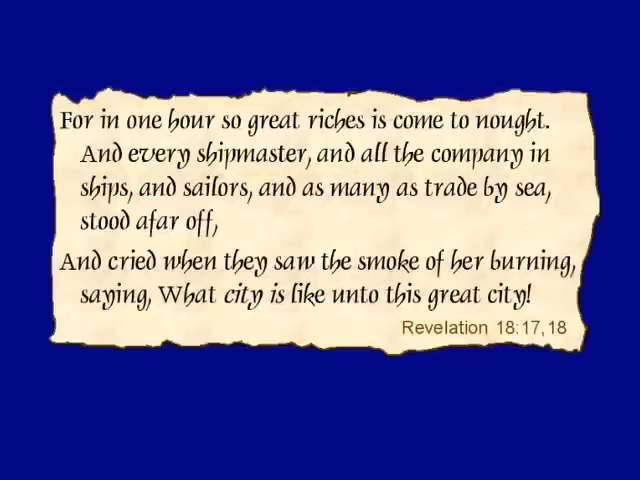 For in one hour so great riches is come to nought.
And every shipmaster, and all the company in
ships, and sailors, and as many as trade by sea,
stood afar off,
And cried when they saw the smoke of her burning,
saying, What city is like unto this great city!
Revelation 18:17,18